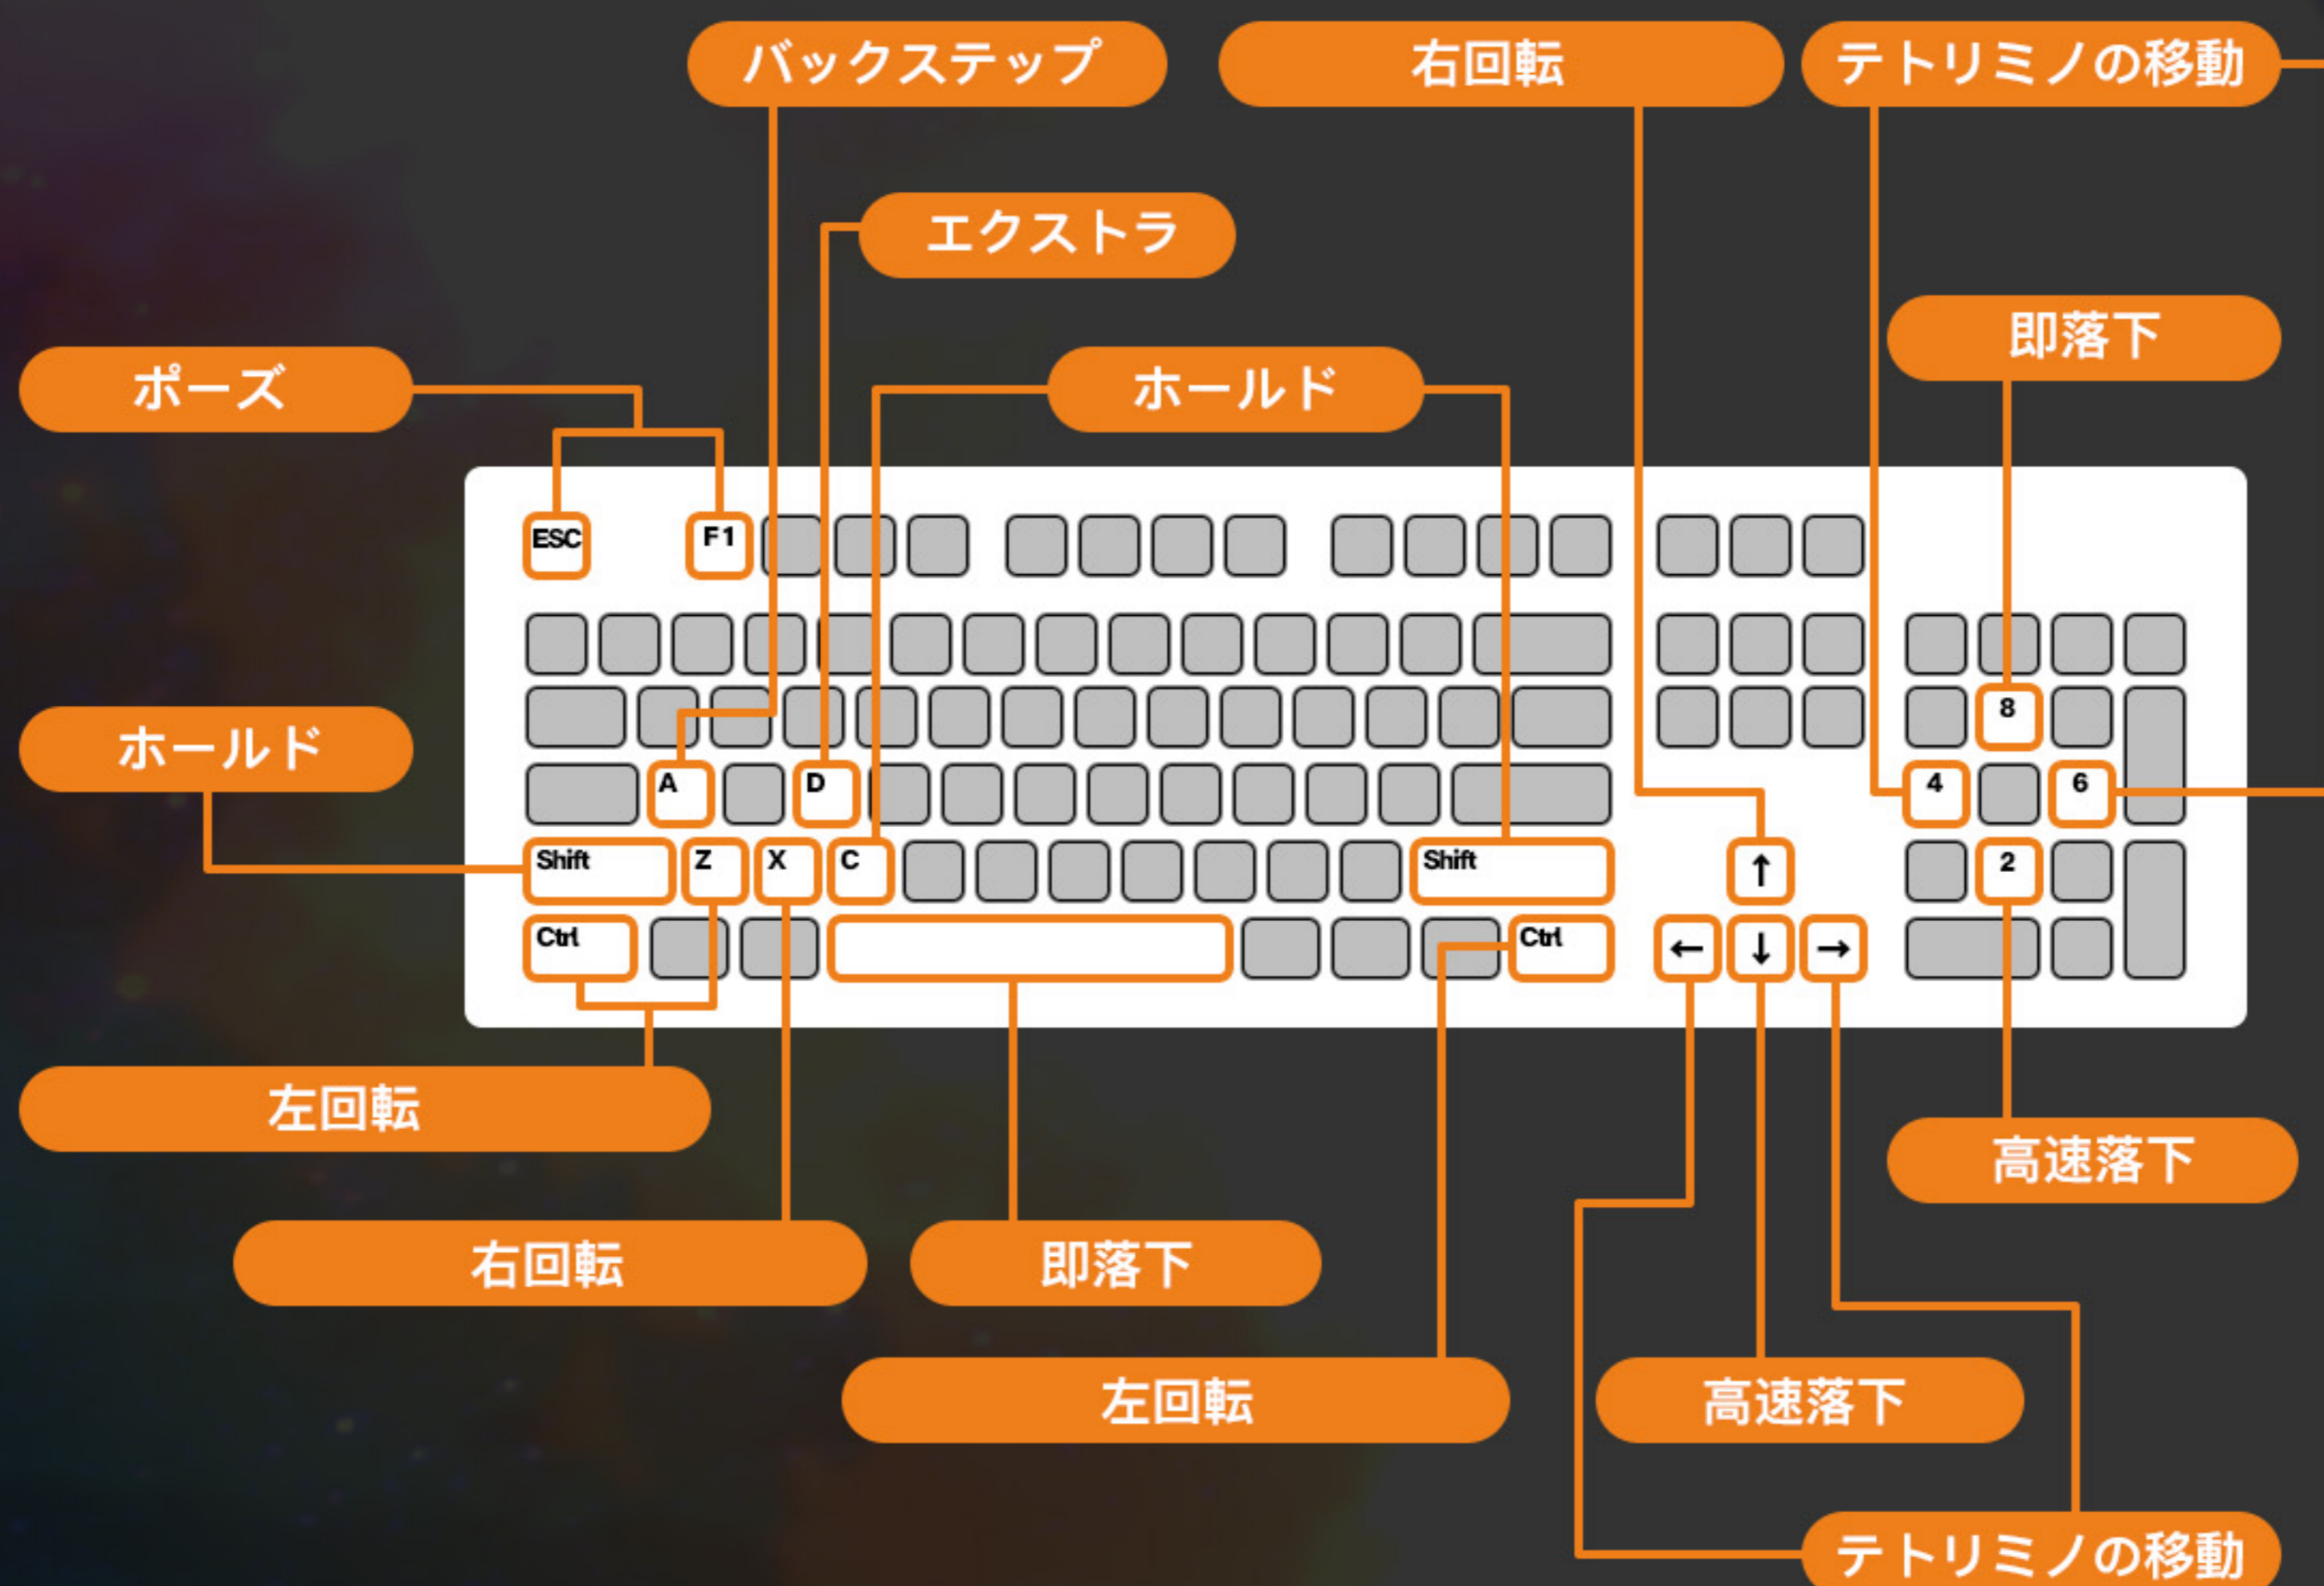 バックステップ
右回転
テトリミノの移動
エクストラ
即落下
ポーズ
ホールド
ESC
F1
8
ホールド
A
D
4
6
Shift
Z
X
C
Shift
↑
2
Ctrl
Ctrl
←
↓
→
左回転
高速落下
右回転
即落下
左回転
高速落下
テトリミノの移動